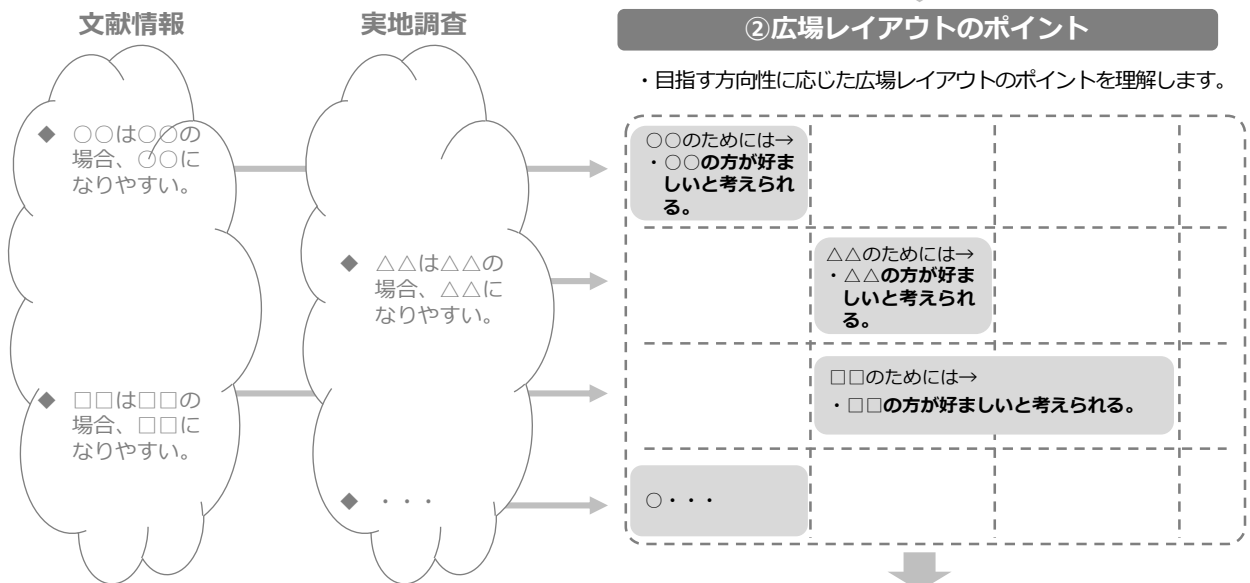 文献情報
実地調査
②広場レイアウトのポイント
・目指す方向性に応じた広場レイアウトのポイントを理解します。
◆ ○○は○○の
場合、○○に
なりやすい。
◆ △△は△△の
場合、△△に
なりやすい。
◆ □□は□□の
場合、□□に
なりやすい。
◆ ・・・
○○のためには→
・○○の方が好ま
しいと考えられ
る。
△△のためには→
・△△の方が好ま
しいと考えられ
る。
□□のためには→
・□□の方が好ましいと考えられる。
○・・・